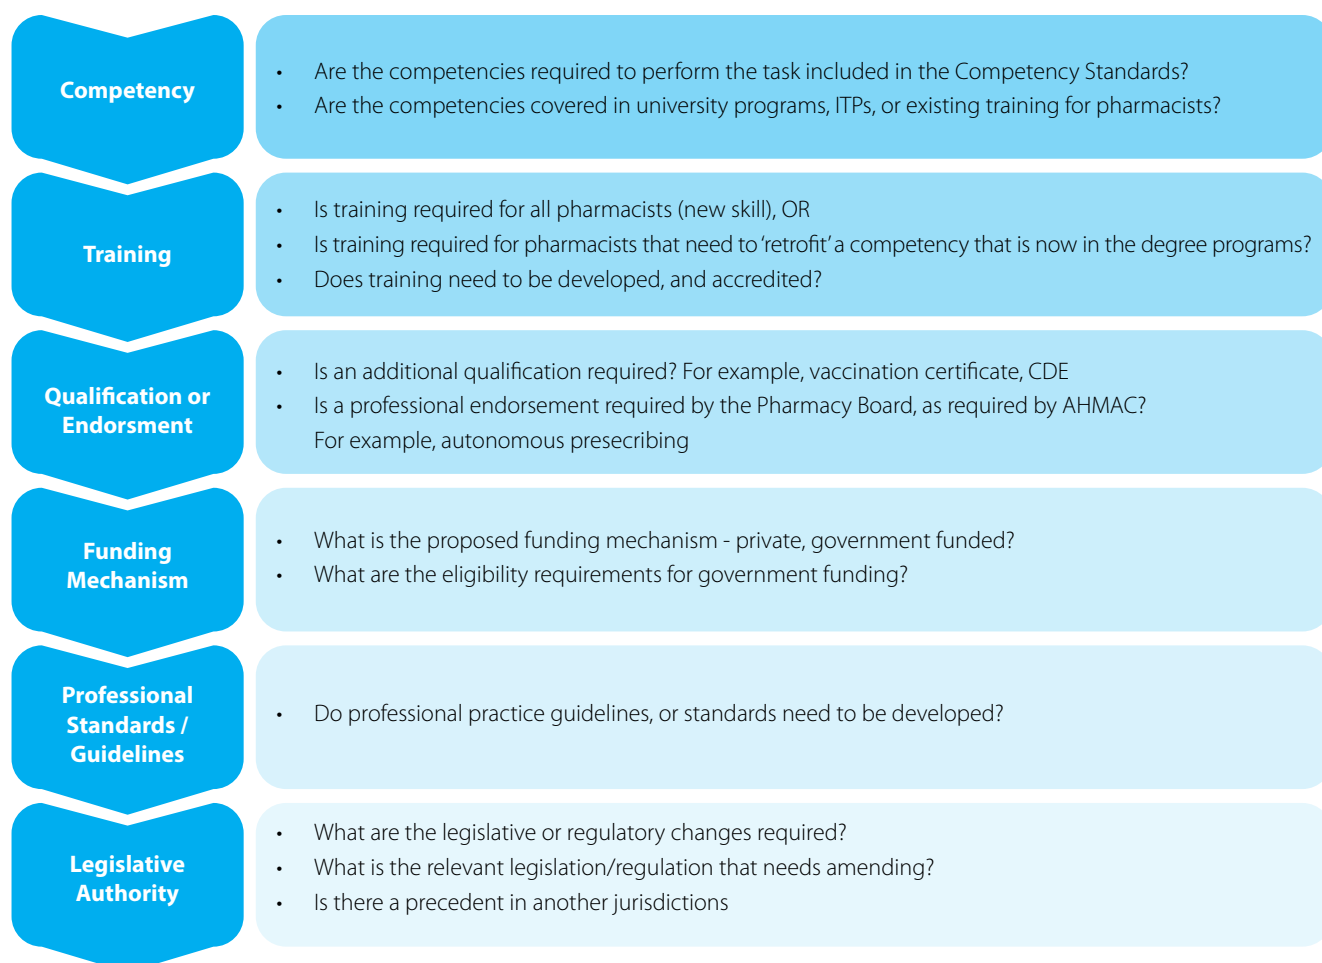 Competency
• Are the competencies required to perform the task included in the Competency Standards?
• Are the competencies covered in university programs, ITPs, or existing training for pharmacists?
Training
• Is training required for all pharmacists (new skill), OR
• Is training required for pharmacists that need to ‘retrofit’ a competency that is now in the degree programs?
• Does training need to be developed, and accredited?
Qualification or
Endorsment
• Is an additional qualification required? For example, vaccination certificate, CDE
• Is a professional endorsement required by the Pharmacy Board, as required by AHMAC?
For example, autonomous presecribing
Funding
Mechanism
• What is the proposed funding mechanism - private, government funded?
• What are the eligibility requirements for government funding?
Professional
Standards /
Guidelines
• Do professional practice guidelines, or standards need to be developed?
Legislative
Authority
• What are the legislative or regulatory changes required?
• What is the relevant legislation/regulation that needs amending?
• Is there a precedent in another jurisdictions